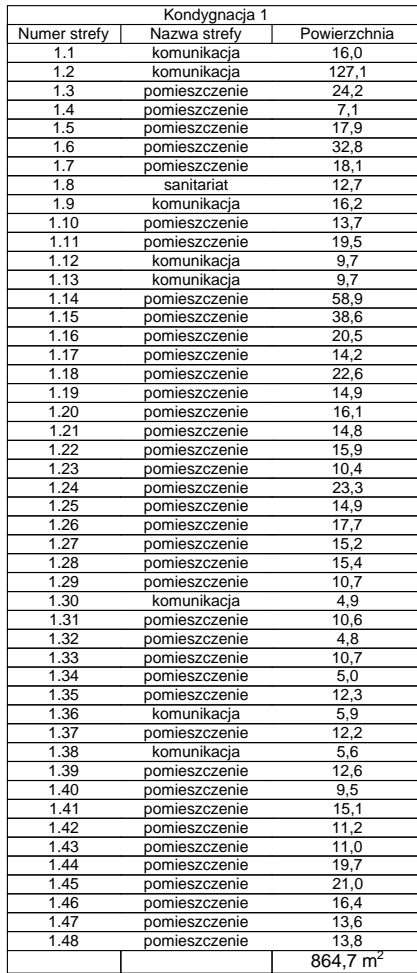 Kondygnacja 1
Numer strefy Nazwa strefy Powierzchnia
1.1 komunikacja 16,0
1.2 komunikacja 127,1
1.3 pomieszczenie 24,2
1.4 pomieszczenie 7,1
1.5 pomieszczenie 17,9
1.6 pomieszczenie 32,8
1.7 pomieszczenie 18,1
1.8 sanitariat 12,7
1.9 komunikacja 16,2
1.10 pomieszczenie 13,7
1.11 pomieszczenie 19,5
1.12 komunikacja 9,7
1.13 komunikacja 9,7
1.14 pomieszczenie 58,9
1.15 pomieszczenie 38,6
1.16 pomieszczenie 20,5
1.17 pomieszczenie 14,2
1.18 pomieszczenie 22,6
1.19 pomieszczenie 14,9
1.20 pomieszczenie 16,1
1.21 pomieszczenie 14,8
1.22 pomieszczenie 15,9
1.23 pomieszczenie 10,4
1.24 pomieszczenie 23,3
1.25 pomieszczenie 14,9
1.26 pomieszczenie 17,7
1.27 pomieszczenie 15,2
1.28 pomieszczenie 15,4
1.29 pomieszczenie 10,7
1.30 komunikacja 4,9
1.31 pomieszczenie 10,6
1.32 pomieszczenie 4,8
1.33 pomieszczenie 10,7
1.34 pomieszczenie 5,0
1.35 pomieszczenie 12,3
1.36 komunikacja 5,9
1.37 pomieszczenie 12,2
1.38 komunikacja 5,6
1.39 pomieszczenie 12,6
1.40 pomieszczenie 9,5
1.41 pomieszczenie 15,1
1.42 pomieszczenie 11,2
1.43 pomieszczenie 11,0
1.44 pomieszczenie 19,7
1.45 pomieszczenie 21,0
1.46 pomieszczenie 16,4
1.47 pomieszczenie 13,6
1.48 pomieszczenie 13,8
864,7 m²